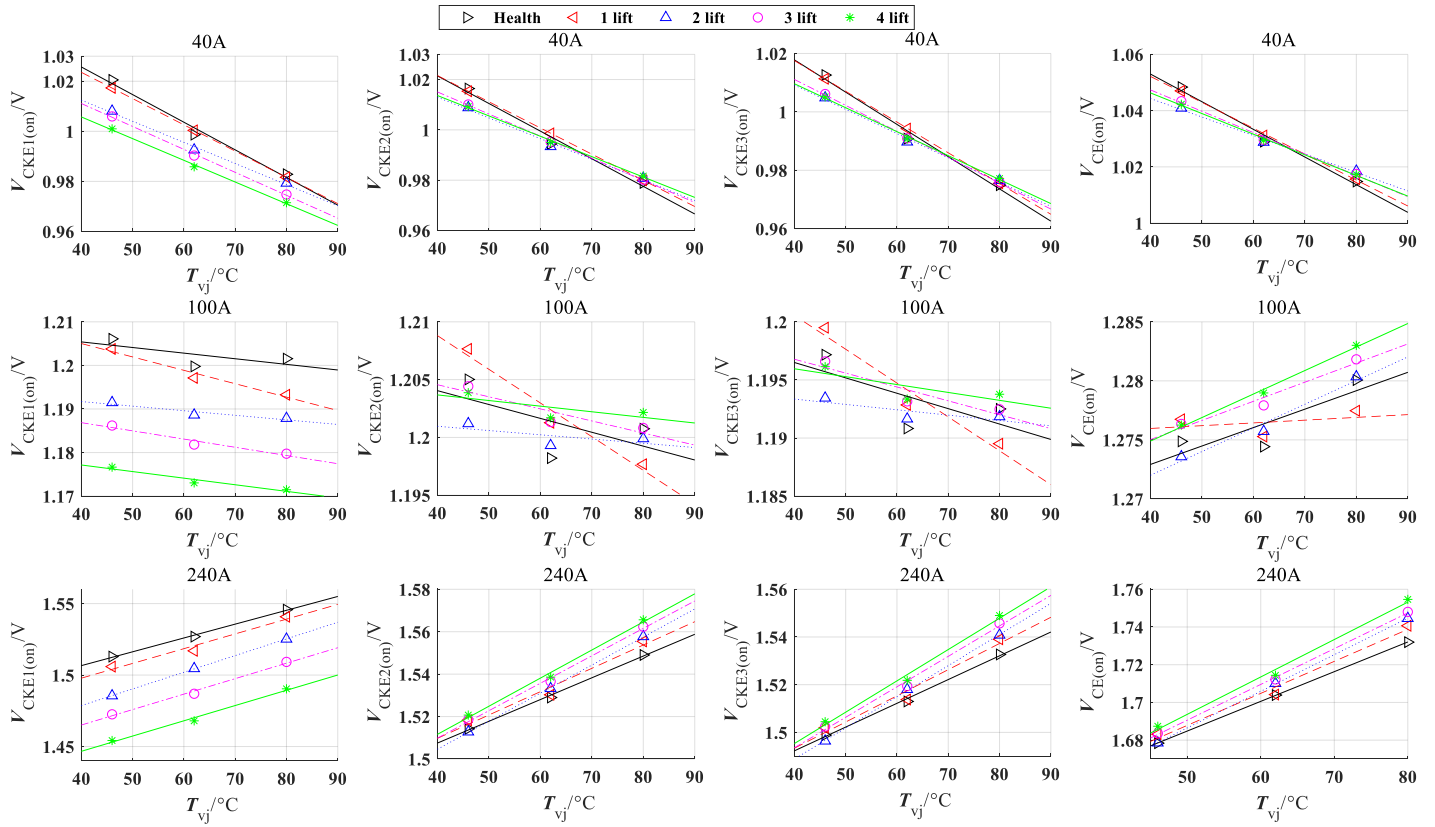 Health 1 lift 2 lift 3 lift 4 lift
40A 40A 40A 40A
V_CKE1(on)/V
1.03
1.02
1
0.98
0.96
40 50 60 70 80 90
T_vj/°C
V_CKE2(on)/V
1.03
1.02
1
0.98
0.96
40 50 60 70 80 90
T_vj/°C
V_CKE3(on)/V
1.02
1
0.98
0.96
40 50 60 70 80 90
T_vj/°C
V_CE(on)/V
1.06
1.04
1.02
1
40 50 60 70 80 90
T_vj/°C
100A 100A 100A 100A
V_CKE1(on)/V
1.21
1.2
1.19
1.18
1.17
40 50 60 70 80 90
T_vj/°C
V_CKE2(on)/V
1.21
1.205
1.2
1.195
40 50 60 70 80 90
T_vj/°C
V_CKE3(on)/V
1.2
1.195
1.19
1.185
40 50 60 70 80 90
T_vj/°C
V_CE(on)/V
1.285
1.28
1.275
1.27
40 50 60 70 80 90
T_vj/°C
240A 240A 240A 240A
V_CKE1(on)/V
1.55
1.5
1.45
40 50 60 70 80 90
T_vj/°C
V_CKE2(on)/V
1.58
1.56
1.54
1.52
1.5
40 50 60 70 80 90
T_vj/°C
V_CKE3(on)/V
1.56
1.54
1.52
1.5
40 50 60 70 80 90
T_vj/°C
V_CE(on)/V
1.76
1.74
1.72
1.70
1.68
50 60 70 80
T_vj/°C